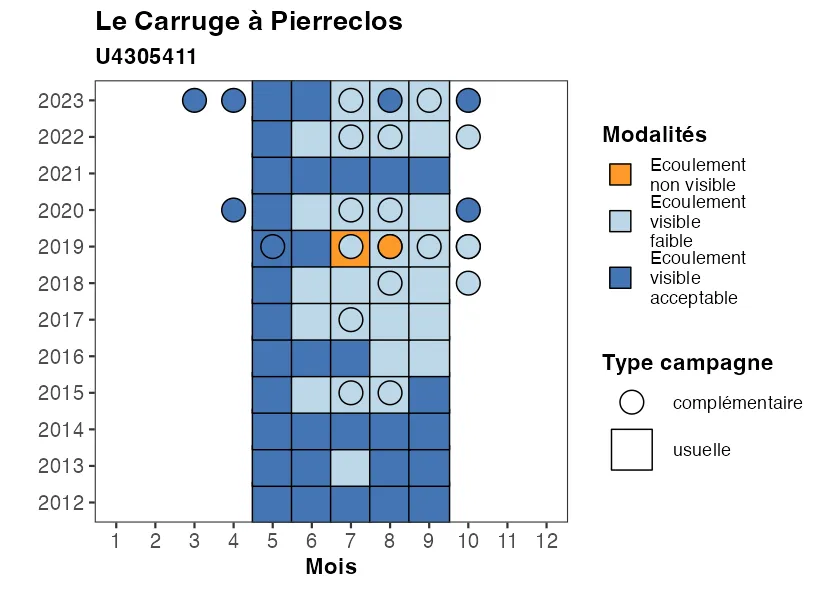 Le Carruge à Pierreclos
U4305411
2023
2022
2021
2020
2019
2018
2017
2016
2015
2014
2013
2012
1 2 3 4 5 6 7 8 9 10 11 12
Mois
Modalités
Ecoulement
non visible
Ecoulement
visible
faible
Ecoulement
visible
acceptable
Type campagne
complémentaire
usuelle